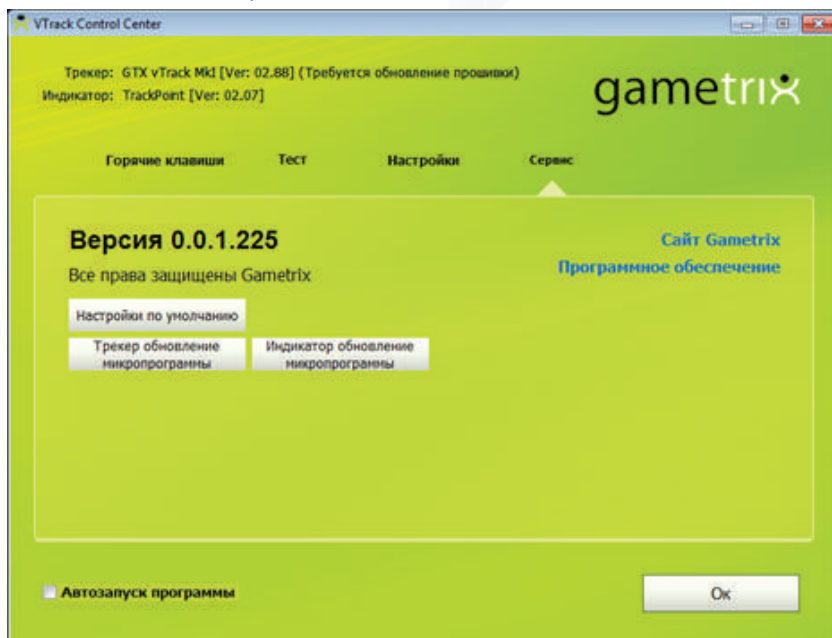 VTrack Control Center
Трекер: GTX vTrack MkI [Ver: 02.88] (Требуется обновление прошивки)
Индикатор: TrackPoint [Ver: 02.07]
gametrix
Горячие клавиши Тест Настройки Сервис
Версия 0.0.1.225
Сайт Gametrix
Все права защищены Gametrix
Программное обеспечение
Настройки по умолчанию
Трекер обновление
микропрограммы
Индикатор обновление
микропрограммы
Автозапуск программы
Ок